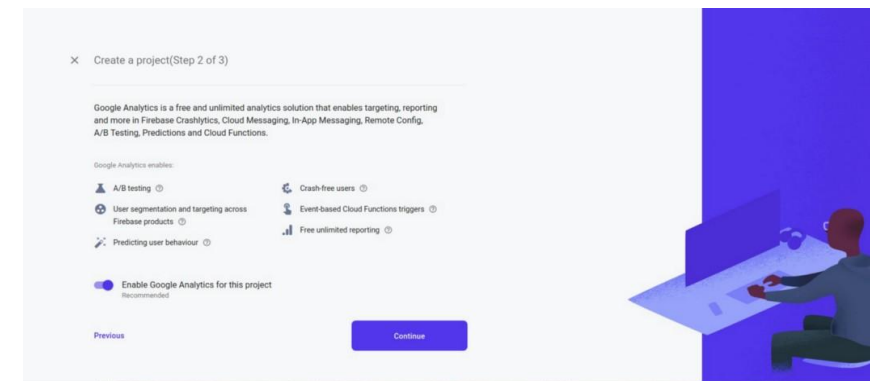 Create a project(Step 2 of 3)
Google Analytics is a free and unlimited analytics solution that enables targeting, reporting
and more in Firebase Crashlytics, Cloud Messaging, In-App Messaging, Remote Config,
A/B Testing, Predictions and Cloud Functions.
Google Analytics enables:
A/B testing
User segmentation and targeting across
Firebase products
Predicting user behaviour
Crash-free users
Event-based Cloud Functions triggers
Free unlimited reporting
Enable Google Analytics for this project
Recommended
Previous
Continue